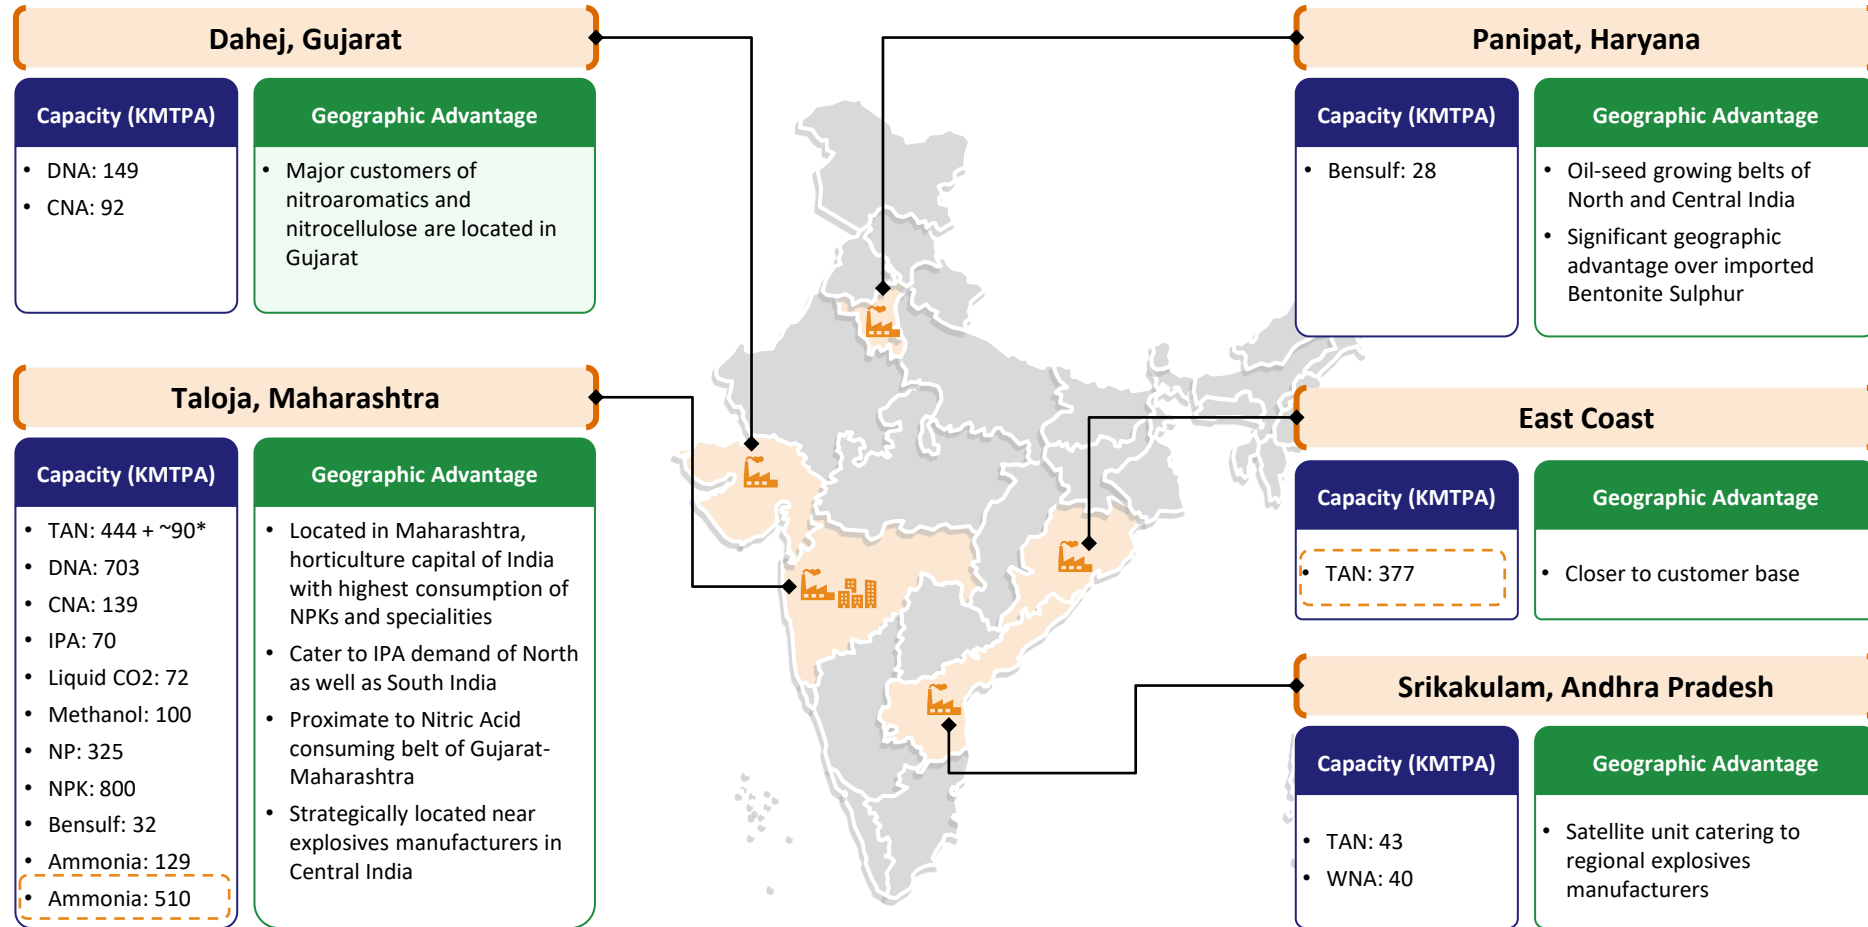 Dahej, Gujarat
Capacity (KMTPA)
• DNA: 149
• CNA: 92
Geographic Advantage
• Major customers of
nitroaromatics and
nitrocellulose are located in
Gujarat
Taloja, Maharashtra
Capacity (KMTPA)
• TAN: 444 + ~90*
• DNA: 703
• CNA: 139
• IPA: 70
• Liquid CO2: 72
• Methanol: 100
• NP: 325
• NPK: 800
• Bensulf: 32
• Ammonia: 129
• Ammonia: 510
Geographic Advantage
• Located in Maharashtra,
horticulture capital of India
with highest consumption of
NPKs and specialities
• Cater to IPA demand of North
as well as South India
• Proximate to Nitric Acid
consuming belt of Gujarat-
Maharashtra
• Strategically located near
explosives manufacturers in
Central India
Panipat, Haryana
Capacity (KMTPA)
• Bensulf: 28
Geographic Advantage
• Oil-seed growing belts of
North and Central India
• Significant geographic
advantage over imported
Bentonite Sulphur
East Coast
Capacity (KMTPA)
• TAN: 377
Geographic Advantage
• Closer to customer base
Srikakulam, Andhra Pradesh
Capacity (KMTPA)
• TAN: 43
• WNA: 40
Geographic Advantage
• Satellite unit catering to
regional explosives
manufacturers